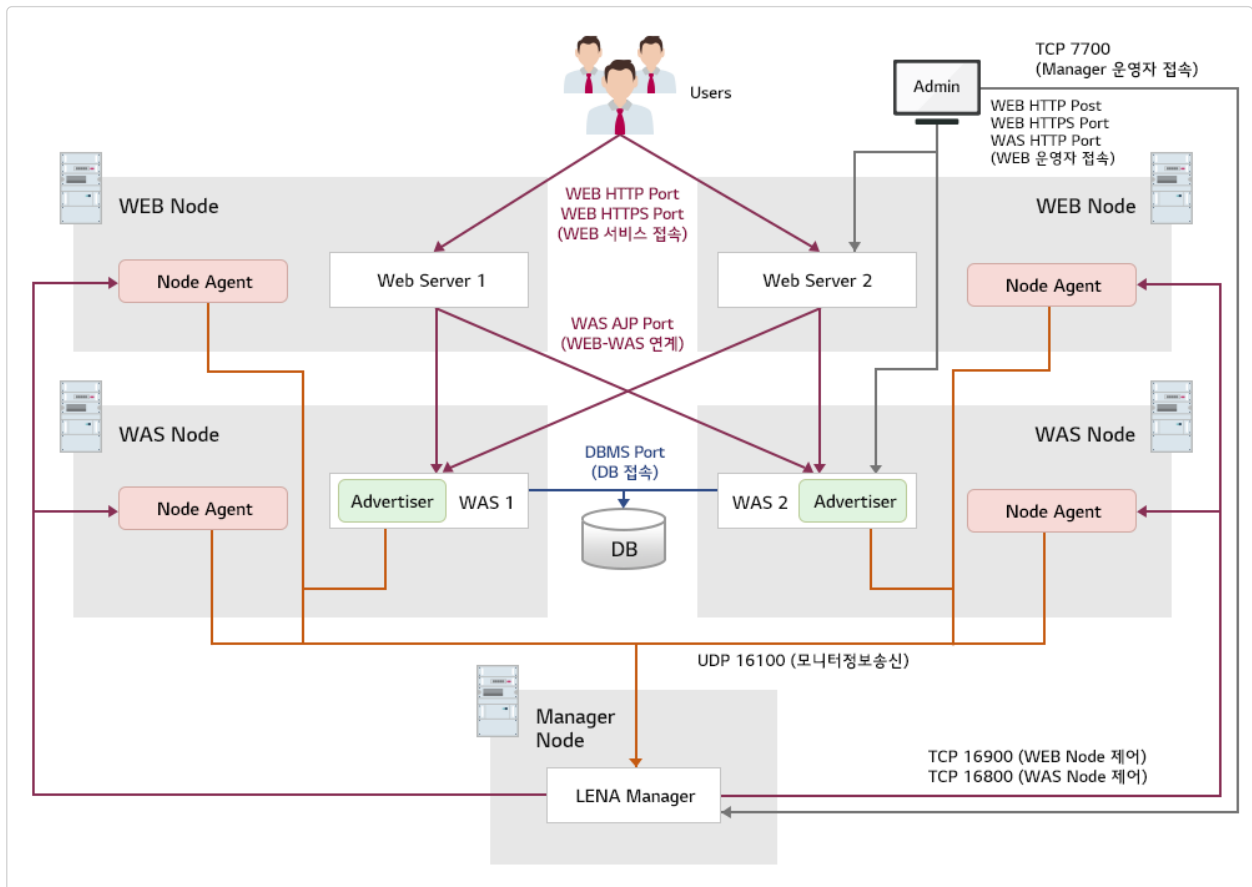 TCP 7700
(Manager 운영자 접속)
Users
Admin
WEB HTTP Post
WEB HTTPS Port
WAS HTTP Port
(WEB 운영자 접속)
WEB Node
WEB HTTP Port
WEB HTTPS Port
(WEB 서비스 접속)
WEB Node
Node Agent
Web Server 1
Web Server 2
Node Agent
WAS AJP Port
(WEB-WAS 연계)
WAS Node
WAS Node
DBMS Port
(DB 접속)
Node Agent
Advertiser
WAS 1
WAS 2
Advertiser
Node Agent
DB
UDP 16100 (모니터정보송신)
Manager
Node
TCP 16900 (WEB Node 제어)
TCP 16800 (WAS Node 제어)
LENA Manager